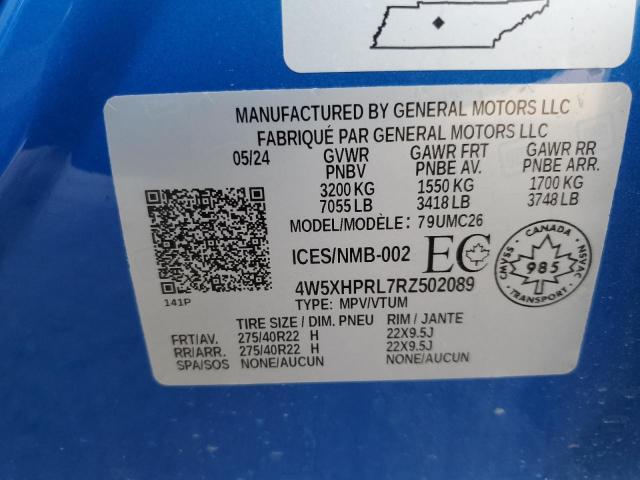 MANUFACTURED BY GENERAL MOTORS LLC
FABRIQUÉ PAR GENERAL MOTORS LLC
05/24 GVWR GAWR FRT GAWR RR
PNBV PNBE AV. PNBE ARR.
3200 KG 1550 KG 1700 KG
7055 LB 3418 LB 3748 LB
MODEL/MODÈLE: 79UMC26
ICES/NMB-002 EC
CANADA
CMVSS 985 NSVAC
4W5XHPRL7RZ502089
141P
TYPE: MPV/VTUM
TIRE SIZE / DIM. PNEU RIM / JANTE
FRT/AV. 275/40R22 H 22X9.5J
RR/ARR. 275/40R22 H 22X9.5J
SPA/SOS NONE/AUCUN NONE/AUCUN